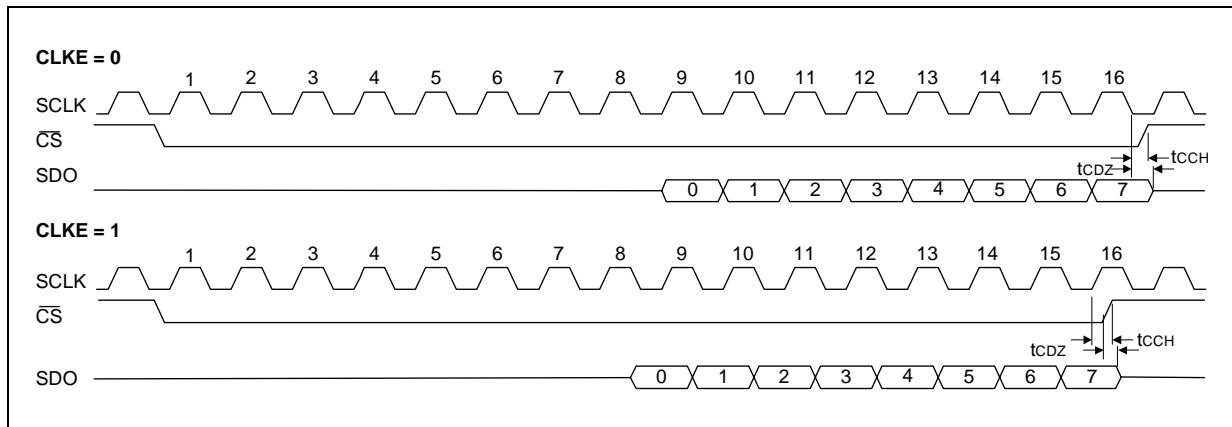 CLKE = 0
1 2 3 4 5 6 7 8 9 10 11 12 13 14 15 16
SCLK
CS
tCCH
tCDZ
SDO
0 1 2 3 4 5 6 7
CLKE = 1
1 2 3 4 5 6 7 8 9 10 11 12 13 14 15 16
SCLK
CS
tCDZ tCCH
SDO
0 1 2 3 4 5 6 7